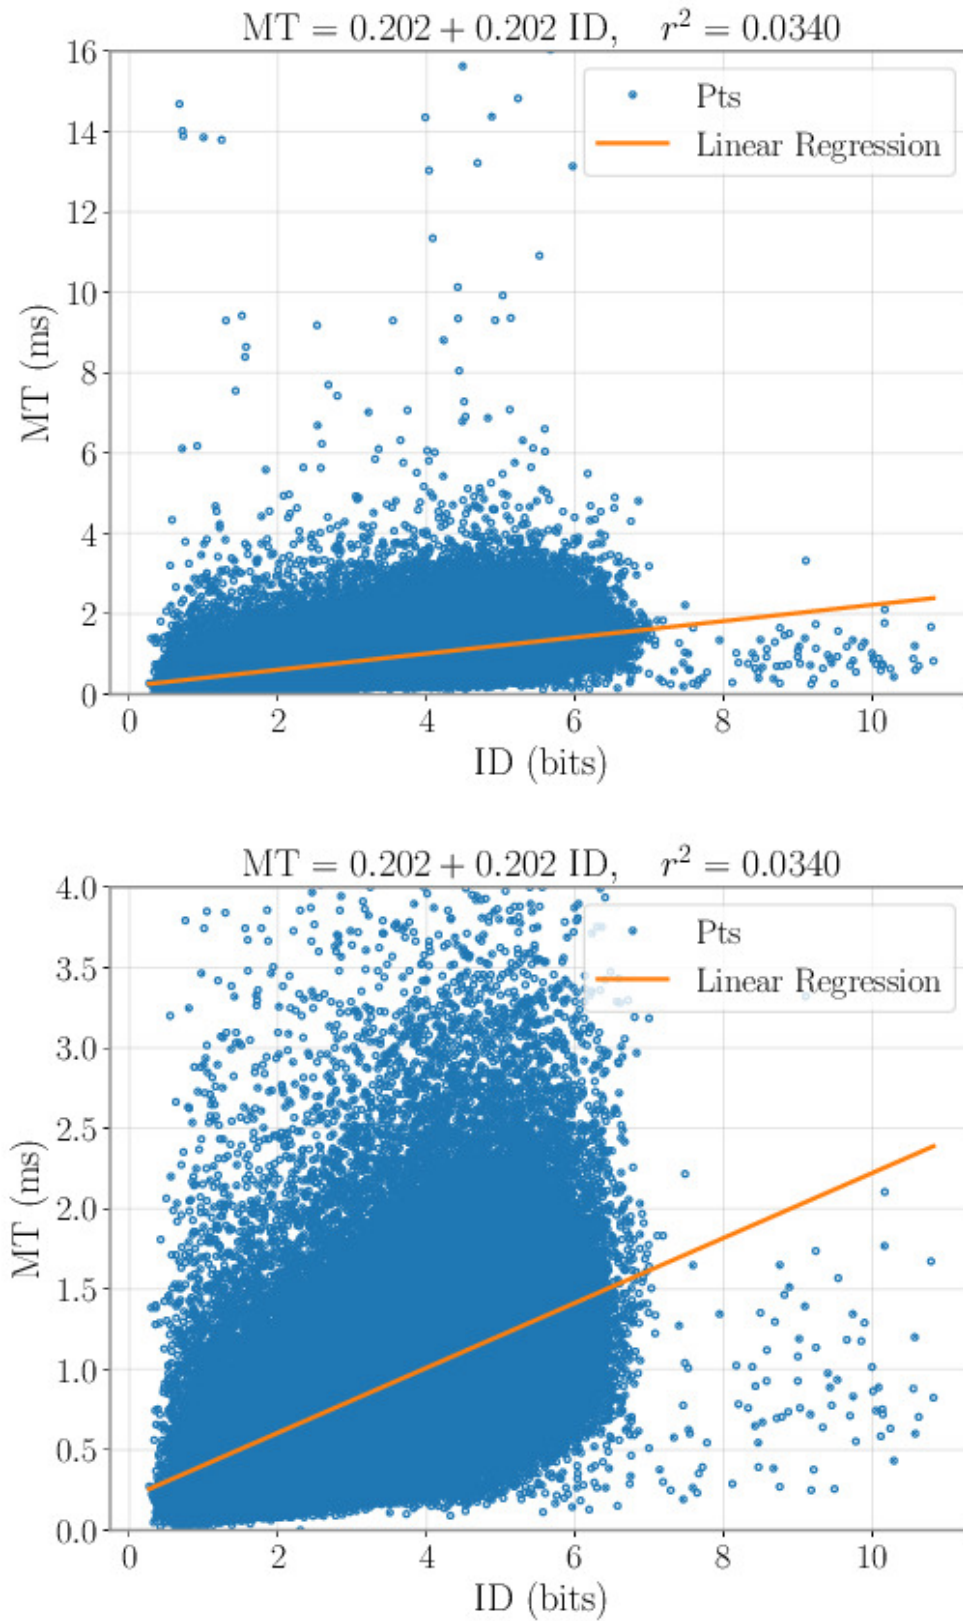 MT = 0.202 + 0.202 ID, r² = 0.0340
16
14
12
10
8
6
4
2
0
MT (ms)
Pts
Linear Regression
0 2 4 6 8 10
ID (bits)
MT = 0.202 + 0.202 ID, r² = 0.0340
4.0
3.5
3.0
2.5
2.0
1.5
1.0
0.5
0.0
MT (ms)
Pts
Linear Regression
0 2 4 6 8 10
ID (bits)